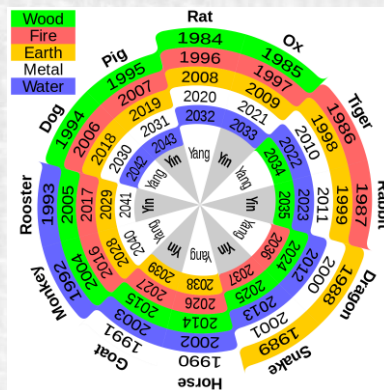 Wood
Fire
Earth
Metal
Water
Rat
1984
1996
2008
2020
2032
Yang
Ox
1985
1997
2009
2021
2033
Yin
Tiger
1986
1998
2010
2022
2034
Yang
Rabbit
1987
1999
2011
2023
2035
Yin
Dragon
1988
2000
2012
2024
2036
Yang
Snake
1989
2001
2013
2025
2037
Yin
Horse
1990
2002
2014
2026
2038
Yang
Goat
1991
2003
2015
2027
2039
Yin
Monkey
1992
2004
2016
2028
2040
Yang
Rooster
1993
2005
2017
2029
2041
Yin
Dog
1994
2006
2018
2030
2042
Yang
Pig
1995
2007
2019
2031
2043
Yin